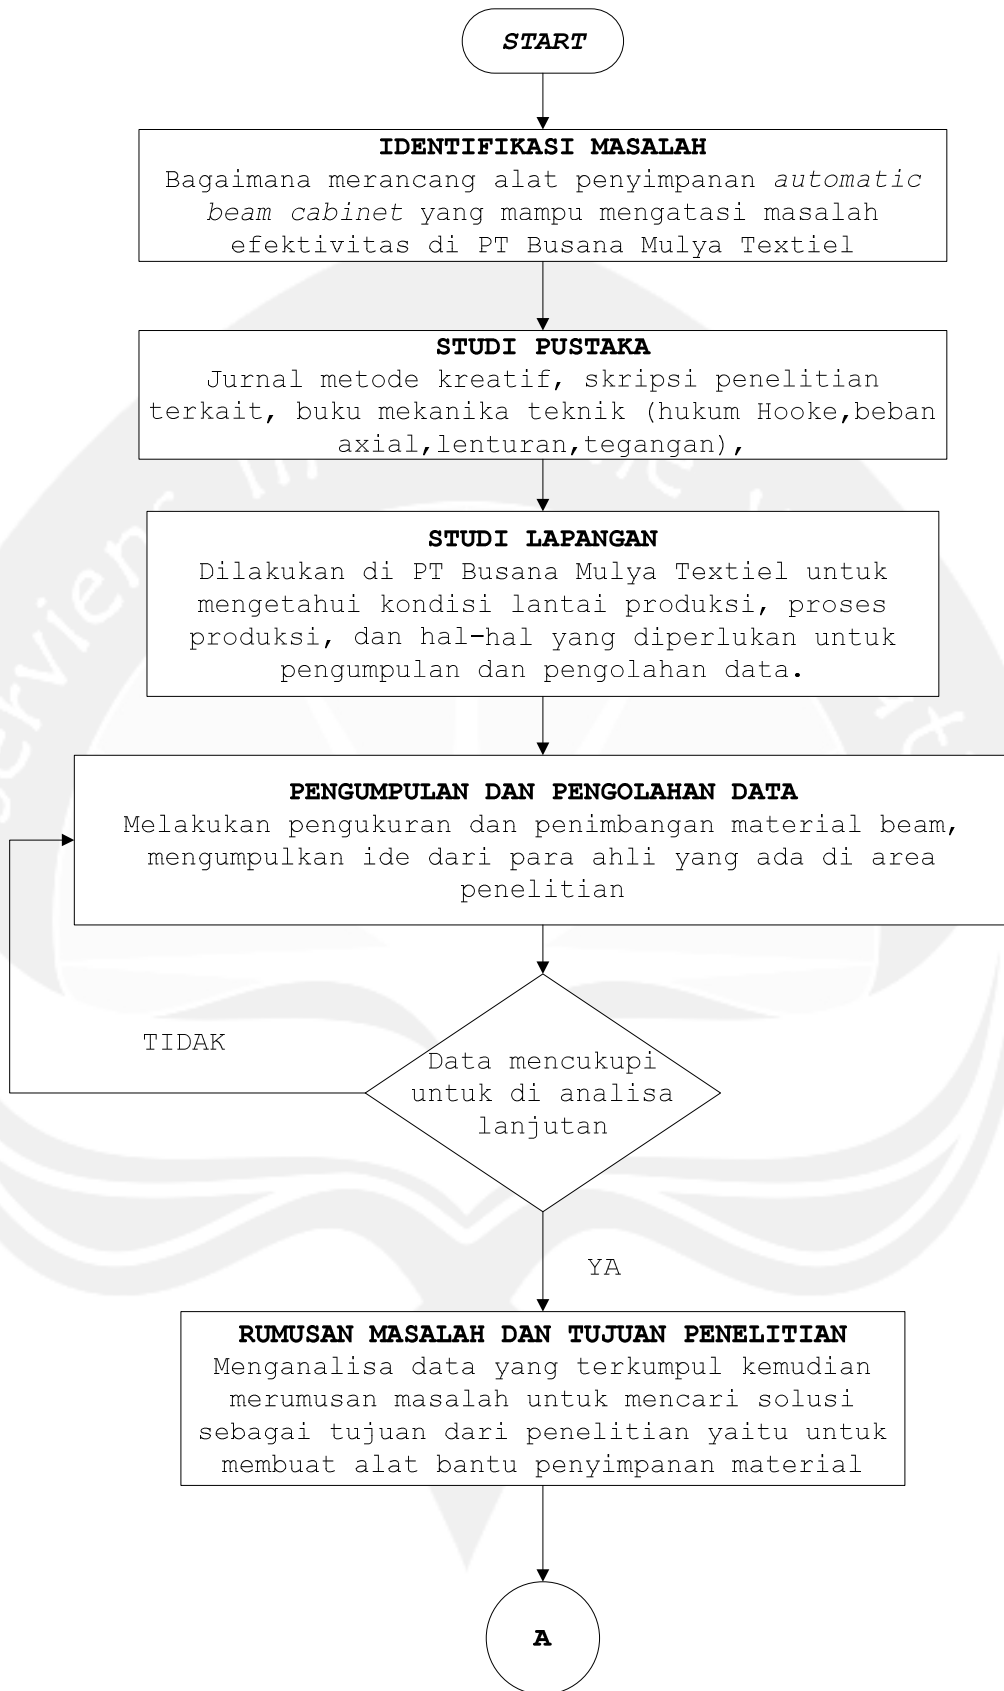 START
IDENTIFIKASI MASALAH
Bagaimana merancang alat penyimpanan automatic
beam cabinet yang mampu mengatasi masalah
efektivitas di PT Busana Mulya Textiel
STUDI PUSTAKA
Jurnal metode kreatif, skripsi penelitian
terkait, buku mekanika teknik (hukum Hooke,beban
axial,lenturan,tegangan),
STUDI LAPANGAN
Dilakukan di PT Busana Mulya Textiel untuk
mengetahui kondisi lantai produksi, proses
produksi, dan hal-hal yang diperlukan untuk
pengumpulan dan pengolahan data.
PENGUMPULAN DAN PENGOLAHAN DATA
Melakukan pengukuran dan penimbangan material beam,
mengumpulkan ide dari para ahli yang ada di area
penelitian
TIDAK
Data mencukupi
untuk di analisa
lanjutan
YA
RUMUSAN MASALAH DAN TUJUAN PENELITIAN
Menganalisa data yang terkumpul kemudian
merumusan masalah untuk mencari solusi
sebagai tujuan dari penelitian yaitu untuk
membuat alat bantu penyimpanan material
A